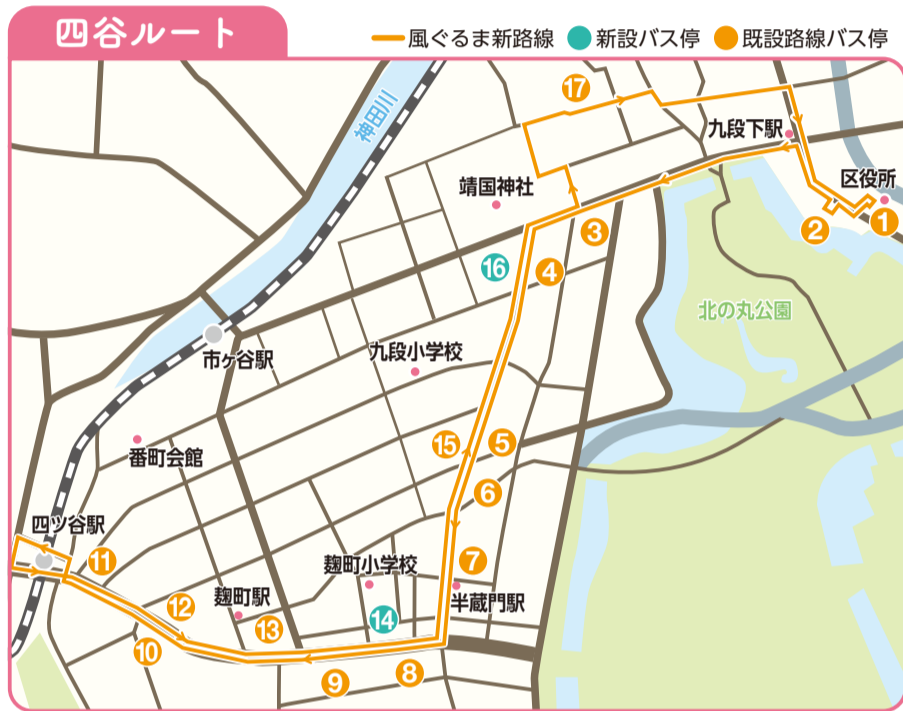 四谷ルート
風ぐるま新路線 新設バス停 既設路線バス停
神田川
17
九段下駅
区役所
靖国神社
1
2
3
16
4
北の丸公園
市ヶ谷駅
九段小学校
15
5
番町会館
6
四ツ谷駅
11
麹町小学校
7
麹町駅
半蔵門駅
12
14
13
10
8
9